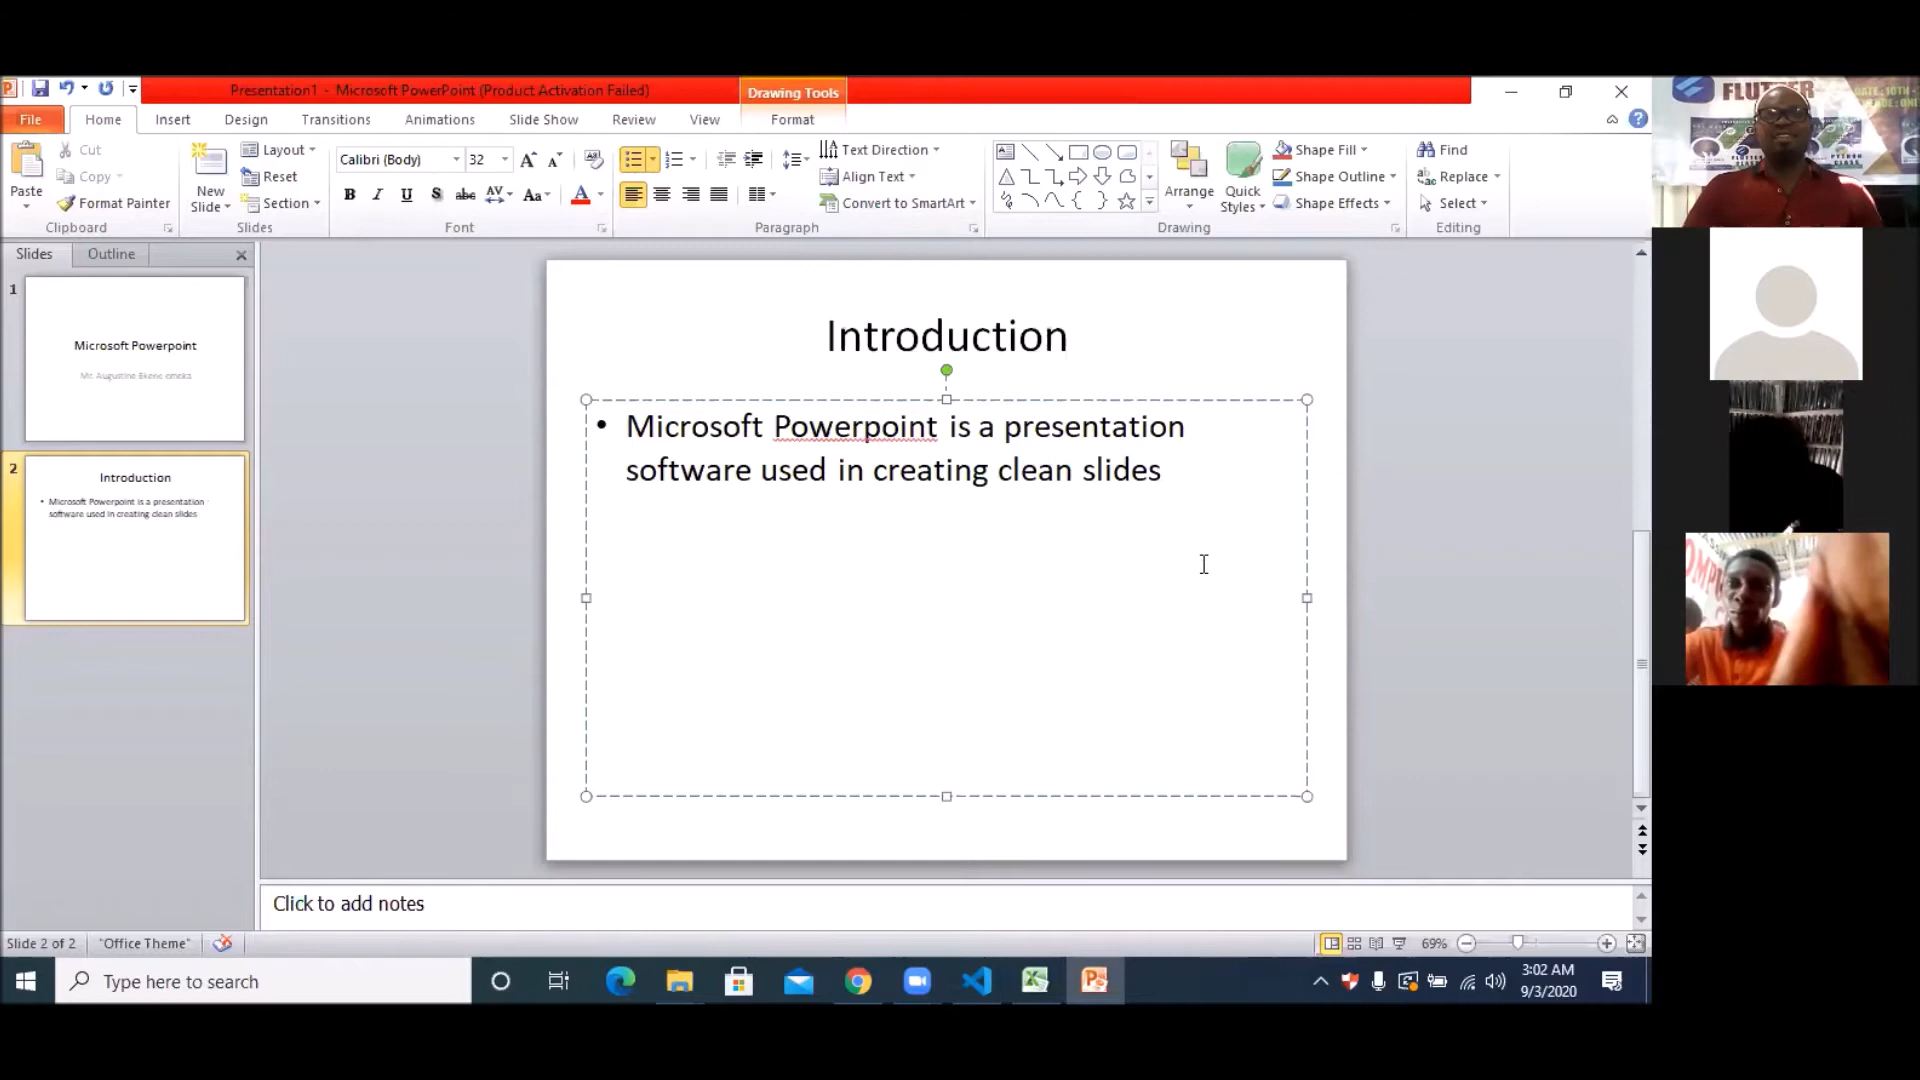 Presentation1 - Microsoft PowerPoint (Product Activation Failed)
Drawing Tools
File Home Insert Design Transitions Animations Slide Show Review View Format
Paste
Cut
Copy
Format Painter
Clipboard
New Slide
Layout
Reset
Section
Slides
Calibri (Body) 32
B I U S abc AV Aa A
Font
Text Direction
Align Text
Convert to SmartArt
Paragraph
Arrange
Quick Styles
Shape Fill
Shape Outline
Shape Effects
Drawing
Find
Replace
Select
Editing
Slides Outline
1
Microsoft Powerpoint
Mr. Augustine Ekene emeka
2
Introduction
• Microsoft Powerpoint is a presentation
software used in creating clean slides
Introduction
• Microsoft Powerpoint is a presentation
software used in creating clean slides
Click to add notes
Slide 2 of 2 "Office Theme" 69%
Type here to search
3:02 AM
9/3/2020
FLUTTER